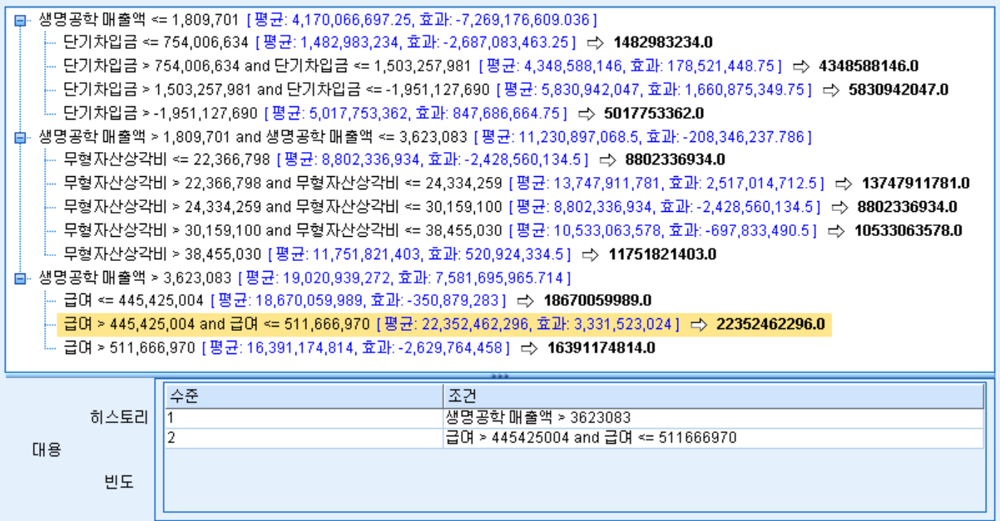 생명공학 매출액 <= 1,809,701 [평균: 4,170,066,697.25, 효과: -7,269,176,609.036]
단기차입금 <= 754,006,634 [평균: 1,482,983,234, 효과: -2,687,083,463.25] ⇨ 1482983234.0
단기차입금 > 754,006,634 and 단기차입금 <= 1,503,257,981 [평균: 4,348,588,146, 효과: 178,521,448.75] ⇨ 4348588146.0
단기차입금 > 1,503,257,981 and 단기차입금 <= -1,951,127,690 [평균: 5,830,942,047, 효과: 1,660,875,349.75] ⇨ 5830942047.0
단기차입금 > -1,951,127,690 [평균: 5,017,753,362, 효과: 847,686,664.75] ⇨ 5017753362.0
생명공학 매출액 > 1,809,701 and 생명공학 매출액 <= 3,623,083 [평균: 11,230,897,068.5, 효과: -208,346,237.786]
무형자산상각비 <= 22,366,798 [평균: 8,802,336,934, 효과: -2,428,560,134.5] ⇨ 8802336934.0
무형자산상각비 > 22,366,798 and 무형자산상각비 <= 24,334,259 [평균: 13,747,911,781, 효과: 2,517,014,712.5] ⇨ 13747911781.0
무형자산상각비 > 24,334,259 and 무형자산상각비 <= 30,159,100 [평균: 8,802,336,934, 효과: -2,428,560,134.5] ⇨ 8802336934.0
무형자산상각비 > 30,159,100 and 무형자산상각비 <= 38,455,030 [평균: 10,533,063,578, 효과: -697,833,490.5] ⇨ 10533063578.0
무형자산상각비 > 38,455,030 [평균: 11,751,821,403, 효과: 520,924,334.5] ⇨ 11751821403.0
생명공학 매출액 > 3,623,083 [평균: 19,020,939,272, 효과: 7,581,695,965.714]
급여 <= 445,425,004 [평균: 18,670,059,989, 효과: -350,879,283] ⇨ 18670059989.0
급여 > 445,425,004 and 급여 <= 511,666,970 [평균: 22,352,462,296, 효과: 3,331,523,024] ⇨ 22352462296.0
급여 > 511,666,970 [평균: 16,391,174,814, 효과: -2,629,764,458] ⇨ 16391174814.0
수준 조건
히스토리 1 생명공학 매출액 > 3623083
2 급여 > 445425004 and 급여 <= 511666970
대용
빈도